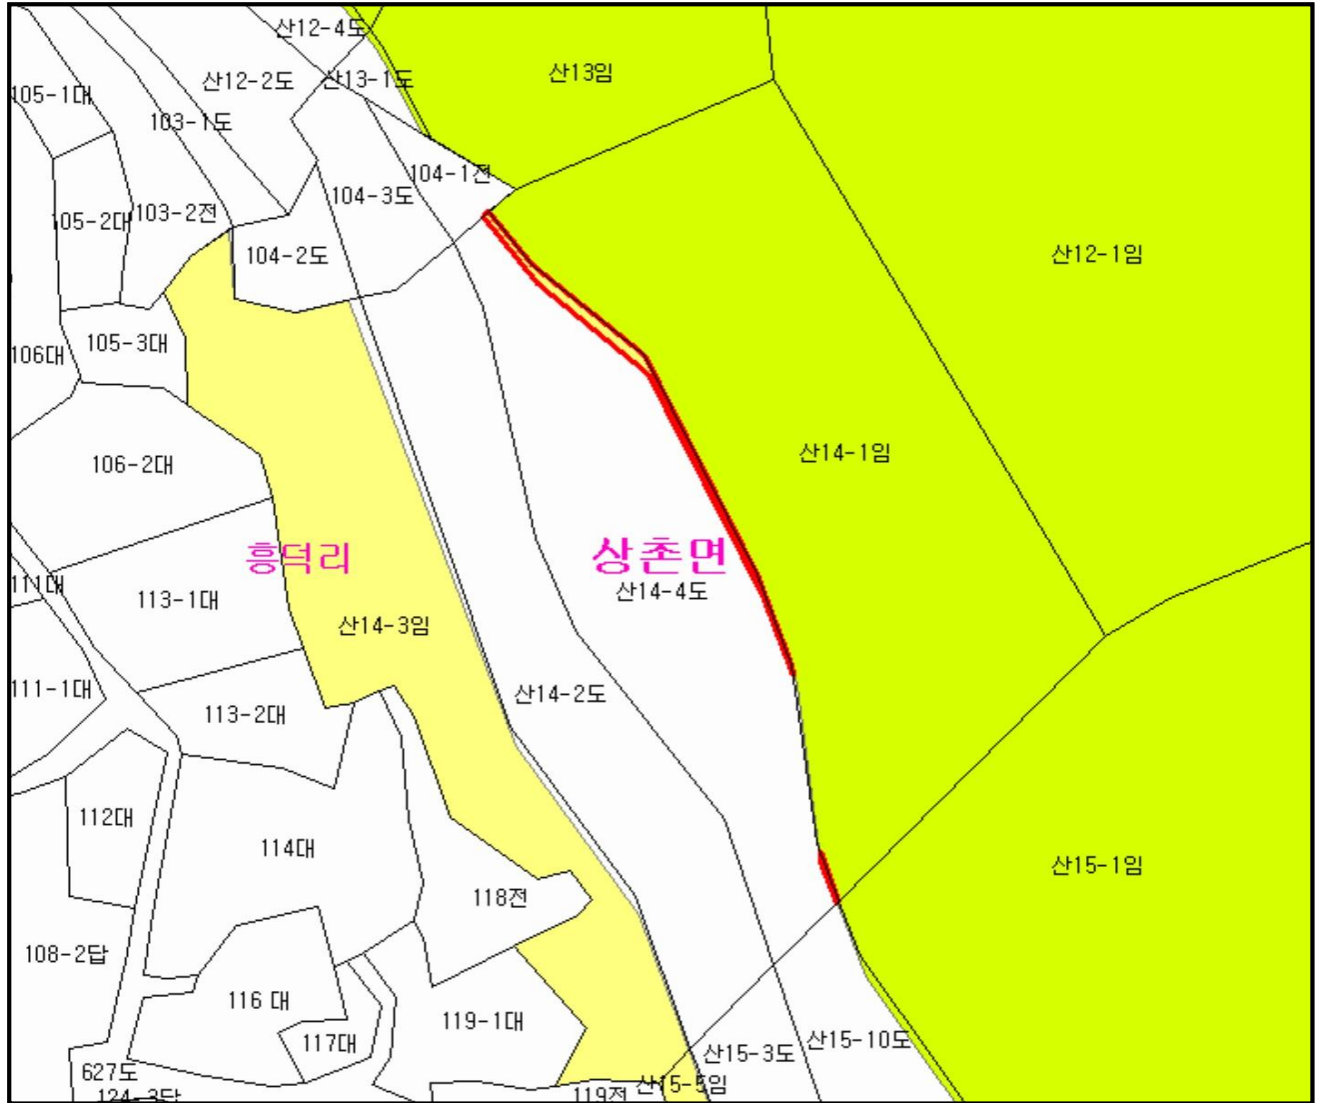 산12-4도
산13임
산12-2도
산13-1도
105-1대
103-1도
104-1전
104-3도
105-2대
103-2전
104-2도
산12-1임
105-3대
106대
산14-1임
106-2대
흥덕리
상촌면
111대
산14-4도
113-1대
산14-3임
111-1대
산14-2도
113-2대
112대
114대
산15-1임
118전
108-2답
116 대
119-1대
117대
산15-3도
산15-10도
627도
산15-5임
124-3답
119전